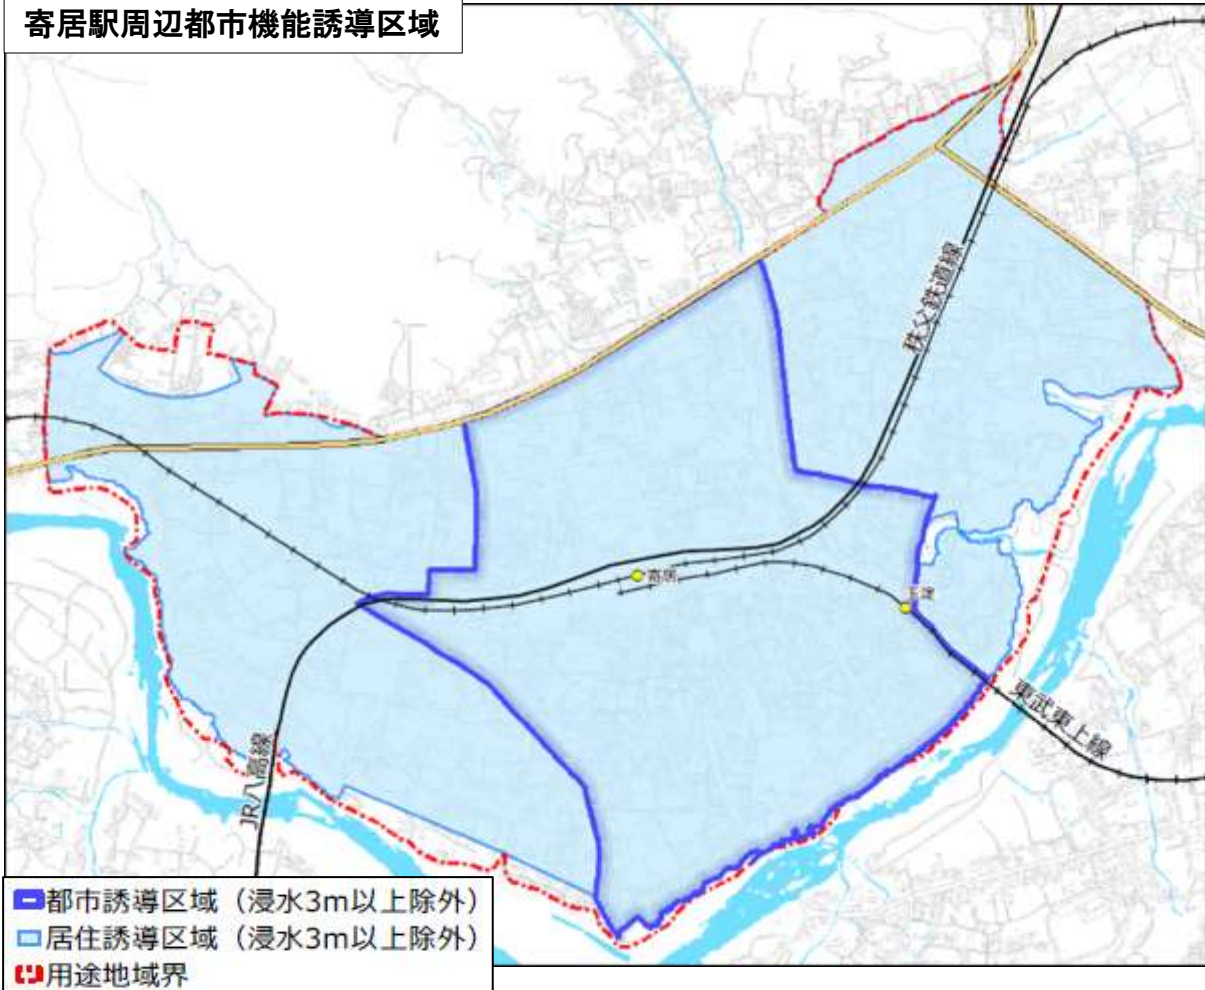 寄居駅周辺都市機能誘導区域
秩父鉄道線
寄居
玉淀
東武東上線
JR八高線
都市誘導区域（浸水3m以上除外）
居住誘導区域（浸水3m以上除外）
用途地域界